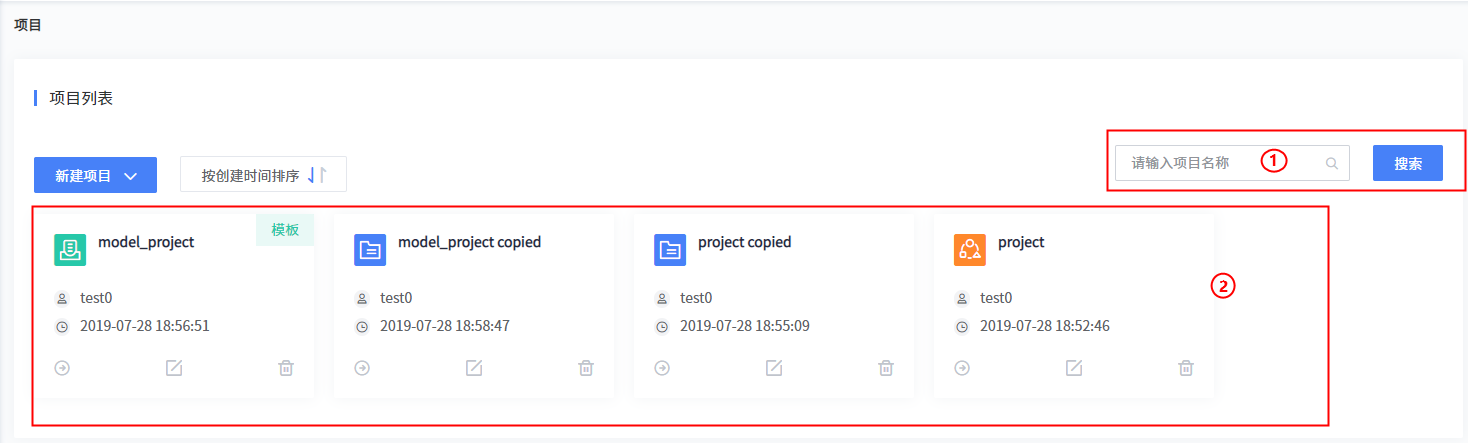 项目
项目列表
新建项目
按创建时间排序
请输入项目名称
1
搜索
模板
model_project
model_project copied
project copied
project
2
test0
test0
test0
test0
2019-07-28 18:56:51
2019-07-28 18:58:47
2019-07-28 18:55:09
2019-07-28 18:52:46